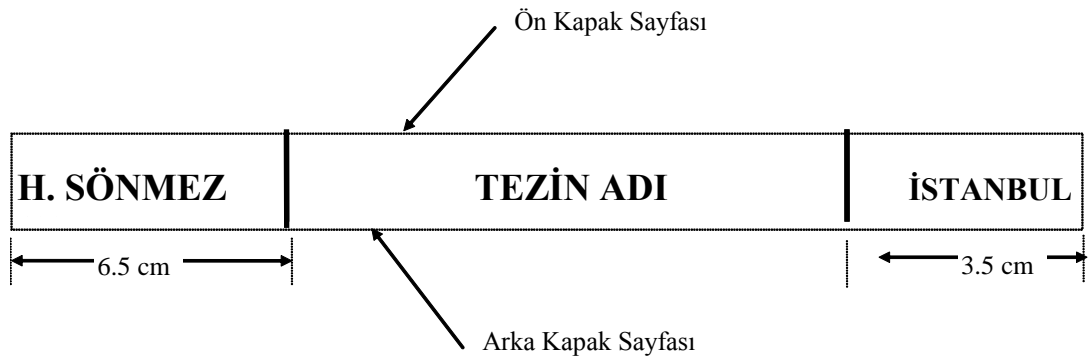 Ön Kapak Sayfası
H. SÖNMEZ TEZİN ADI İSTANBUL
6.5 cm 3.5 cm
Arka Kapak Sayfası